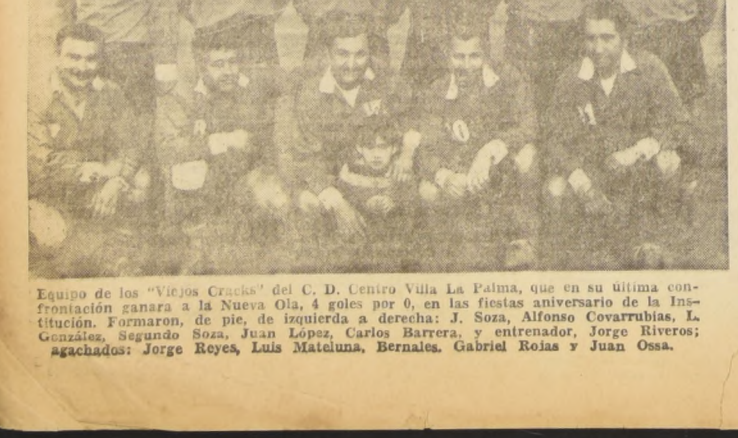 Equipo de los "Viejos Cracks" del C. D. Centro Villa La Palma, que en su última con-
frontación ganara a la Nueva Ola, 4 goles por 0, en las fiestas aniversario de la Ins-
titución. Formaron, de pie, de izquierda a derecha: J. Soza, Alfonso Covarrubias, L.
González, Segundo Soza, Juan López, Carlos Barrera, y entrenador, Jorge Riveros;
agachados: Jorge Reyes, Luis Mateluna, Bernales. Gabriel Rojas y Juan Ossa.